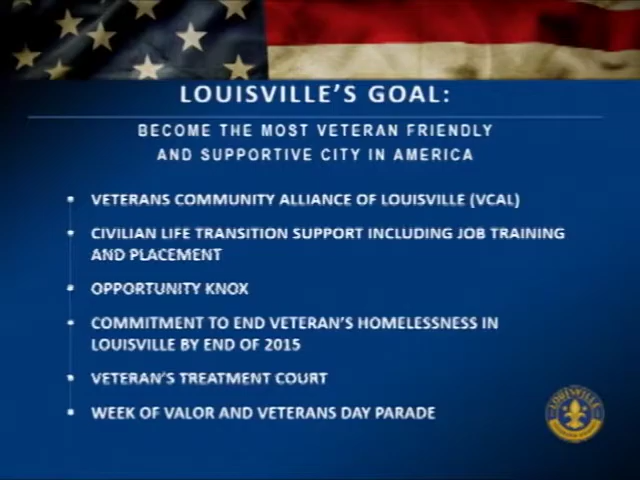 LOUISVILLE'S GOAL:
BECOME THE MOST VETERAN FRIENDLY
AND SUPPORTIVE CITY IN AMERICA
• VETERANS COMMUNITY ALLIANCE OF LOUISVILLE (VCAL)
• CIVILIAN LIFE TRANSITION SUPPORT INCLUDING JOB TRAINING
AND PLACEMENT
• OPPORTUNITY KNOX
• COMMITMENT TO END VETERAN'S HOMELESSNESS IN
LOUISVILLE BY END OF 2015
• VETERAN'S TREATMENT COURT
• WEEK OF VALOR AND VETERANS DAY PARADE
LOUISVILLE